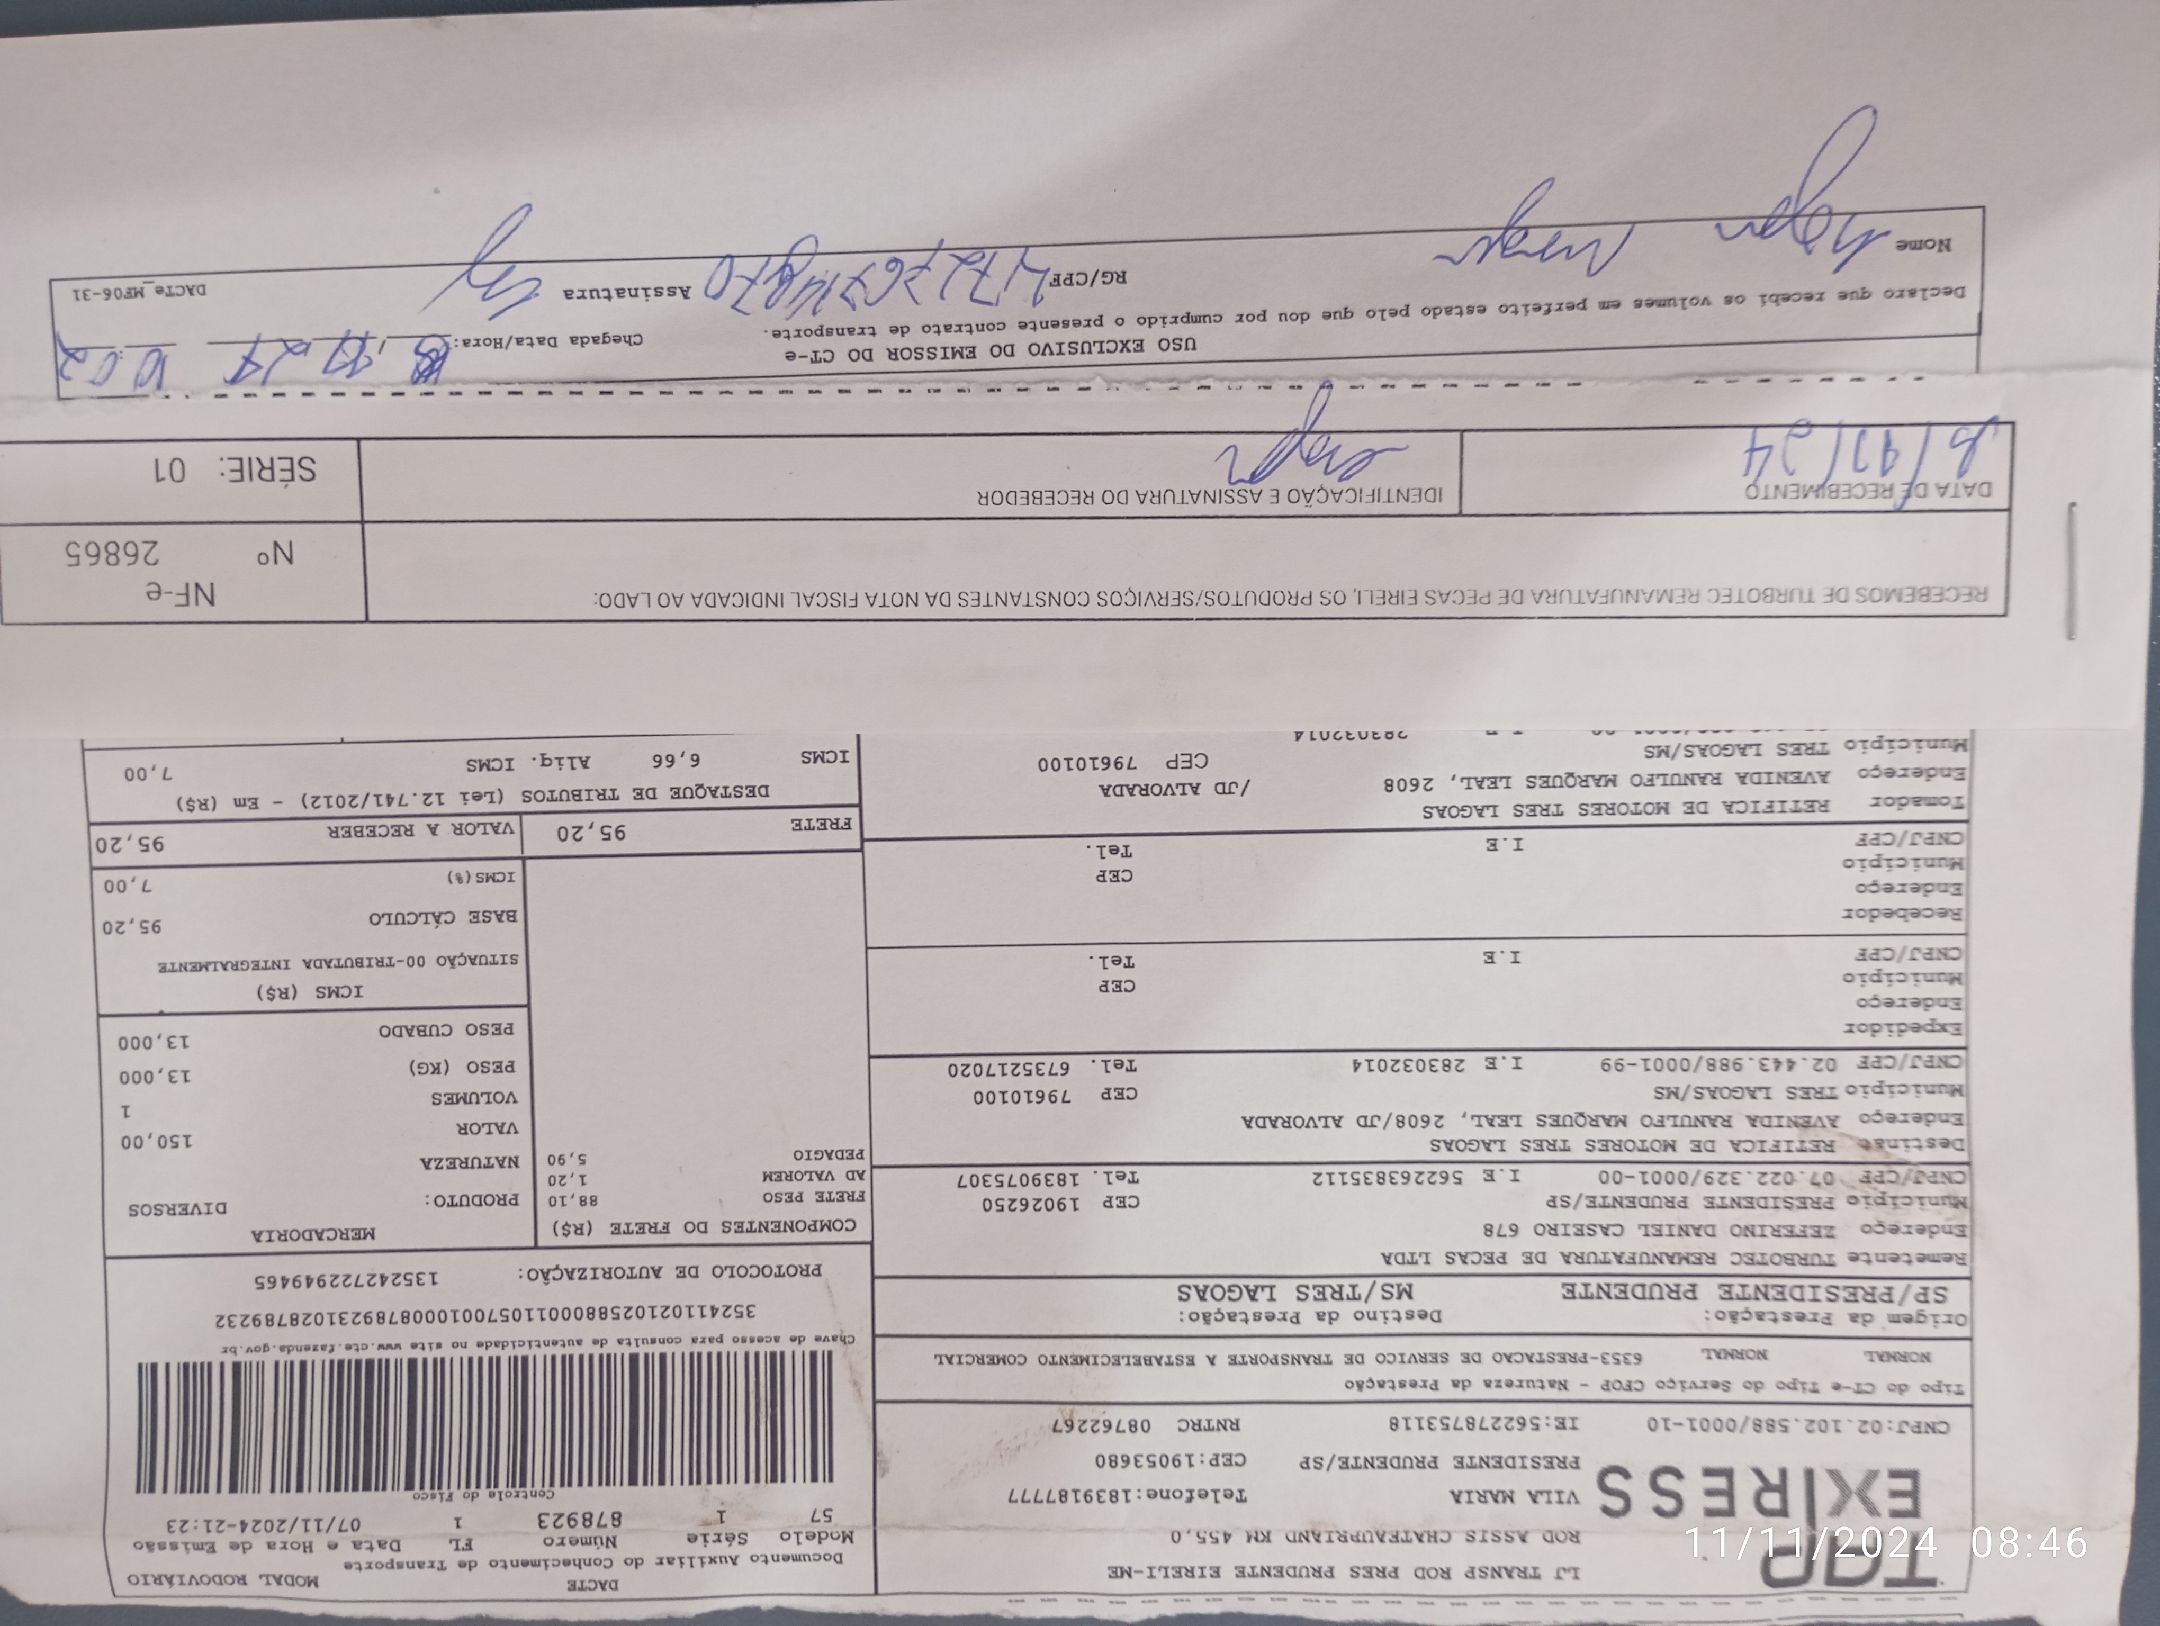 TOP
EXPRESS
LJ TRANSP ROD PRES PRUDENTE EIRELI-ME
ROD ASSIS CHATEAUPRIAND KM 455,0
VILA MARIA Telefone:1839187777
PRESIDENTE PRUDENTE/SP CEP:19053680
CNPJ:02.102.588/0001-10 IE:562278753118 RNTRC 08762267
Tipo do CT-e Tipo do Serviço CFOP - Natureza da Prestação
NORMAL NORMAL 6353-PRESTACAO DE SERVICO DE TRANSPORTE A ESTABELECIMENTO COMERCIAL
Origem da Prestação: Destino da Prestação:
SP/PRESIDENTE PRUDENTE MS/TRES LAGOAS
Remetente TURBOTEC REMANUFATURA DE PECAS LTDA
Endereço ZEFERINO DANIEL CASEIRO 678
Município PRESIDENTE PRUDENTE/SP CEP 19026250
CNPJ/CPF 07.022.329/0001-00 I.E 562263835112 Tel. 1839075307
Destinat RETIFICA DE MOTORES TRES LAGOAS
Endereço AVENIDA RANULFO MARQUES LEAL, 2608/JD ALVORADA
Município TRES LAGOAS/MS CEP 79610100
CNPJ/CPF 02.443.988/0001-99 I.E 283032014 Tel. 6735217020
Expedidor
Endereço
Município CEP
CNPJ/CPF I.E Tel.
Recebedor
Endereço
Município CEP
CNPJ/CPF I.E Tel.
Tomador RETIFICA DE MOTORES TRES LAGOAS
Endereço AVENIDA RANULFO MARQUES LEAL, 2608 /JD ALVORADA
Município TRES LAGOAS/MS CEP 79610100
283032014
DACTE MODAL RODOVIÁRIO
Documento Auxiliar do Conhecimento de Transporte
Modelo Série Número FL Data e Hora de Emissão
57 1 878923 1 07/11/2024-21:23
Controle do Fisco
Chave de acesso para consulta de autenticidade no site www.cte.fazenda.gov.br
35241102102588000110570010008789231028789232
PROTOCOLO DE AUTORIZAÇÃO: 135242722949465
COMPONENTES DO FRETE (R$)
FRETE PESO 88,10
AD VALOREM 1,20
PEDAGIO 5,90
MERCADORIA
PRODUTO: DIVERSOS
NATUREZA
VALOR 150,00
VOLUMES 1
PESO (KG) 13,000
PESO CUBADO 13,000
ICMS (R$)
SITUAÇÃO 00-TRIBUTADA INTEGRALMENTE
BASE CÁLCULO 95,20
ICMS(%) 7,00
FRETE 95,20 VALOR A RECEBER 95,20
DESTAQUE DE TRIBUTOS (Lei 12.741/2012) - Em (R$)
ICMS 6,66 Aliq. ICMS 7,00
RECEBEMOS DE TURBOTEC REMANUFATURA DE PECAS EIRELI, OS PRODUTOS/SERVIÇOS CONSTANTES DA NOTA FISCAL INDICADA AO LADO:
NF-e
Nº 26865
SÉRIE: 01
DATA DE RECEBIMENTO
IDENTIFICAÇÃO E ASSINATURA DO RECEBEDOR
USO EXCLUSIVO DO EMISSOR DO CT-e
Chegada Data/Hora:
Declaro que recebi os volumes em perfeito estado pelo que dou por cumprido o presente contrato de transporte.
Nome RG/CPF Assinatura DACTe_MF06-31
11/11/2024 08:46